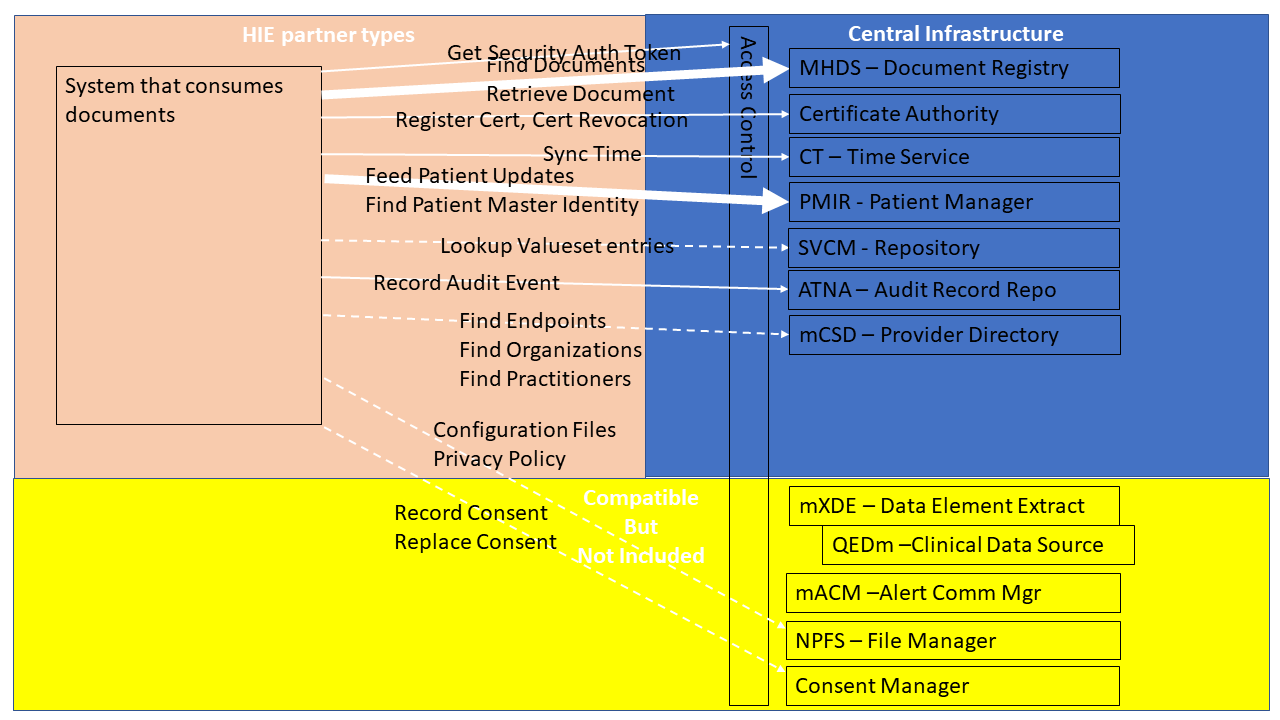 HIE partner types
Central Infrastructure
System that consumes
documents
Get Security Auth Token
Find Documents
Retrieve Document
Register Cert, Cert Revocation
Sync Time
Feed Patient Updates
Find Patient Master Identity
Lookup Valueset entries
Record Audit Event
Find Endpoints
Find Organizations
Find Practitioners
Configuration Files
Privacy Policy
Record Consent
Replace Consent
Compatible
But
Not Included
Access Control
MHDS – Document Registry
Certificate Authority
CT – Time Service
PMIR - Patient Manager
SVCM - Repository
ATNA – Audit Record Repo
mCSD – Provider Directory
mXDE – Data Element Extract
QEDm –Clinical Data Source
mACM –Alert Comm Mgr
NPFS – File Manager
Consent Manager